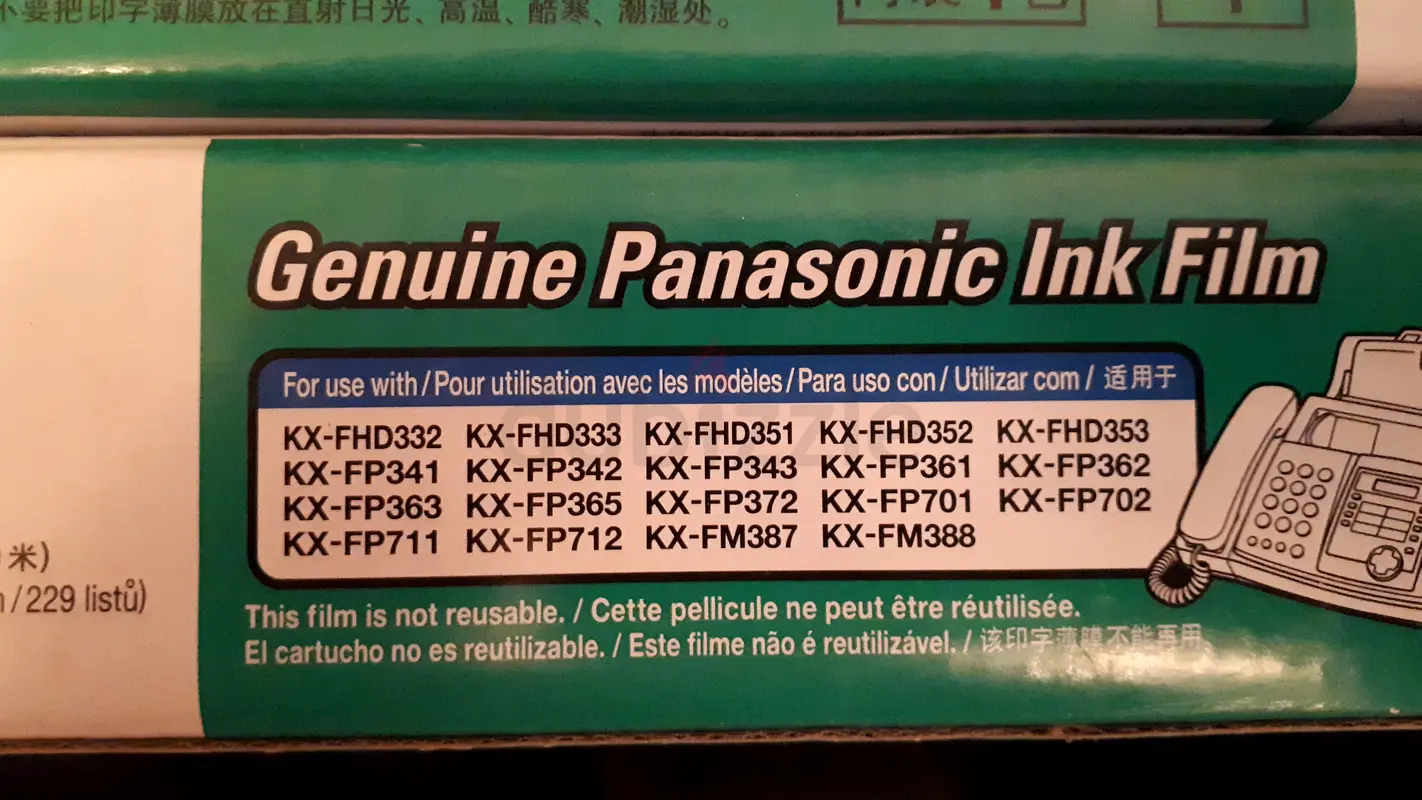 不要把印字薄膜放在直射日光、高温、酷寒、潮湿处。
Genuine Panasonic Ink Film
For use with / Pour utilisation avec les modèles / Para uso con / Utilizar com / 适用于
dubizzle
KX-FHD332 KX-FHD333 KX-FHD351 KX-FHD352 KX-FHD353
KX-FP341 KX-FP342 KX-FP343 KX-FP361 KX-FP362
KX-FP363 KX-FP365 KX-FP372 KX-FP701 KX-FP702
KX-FP711 KX-FP712 KX-FM387 KX-FM388
米)
/ 229 listů)
This film is not reusable. / Cette pellicule ne peut être réutilisée.
El cartucho no es reutilizable. / Este filme não é reutilizável. / 该印字薄膜不能再用。